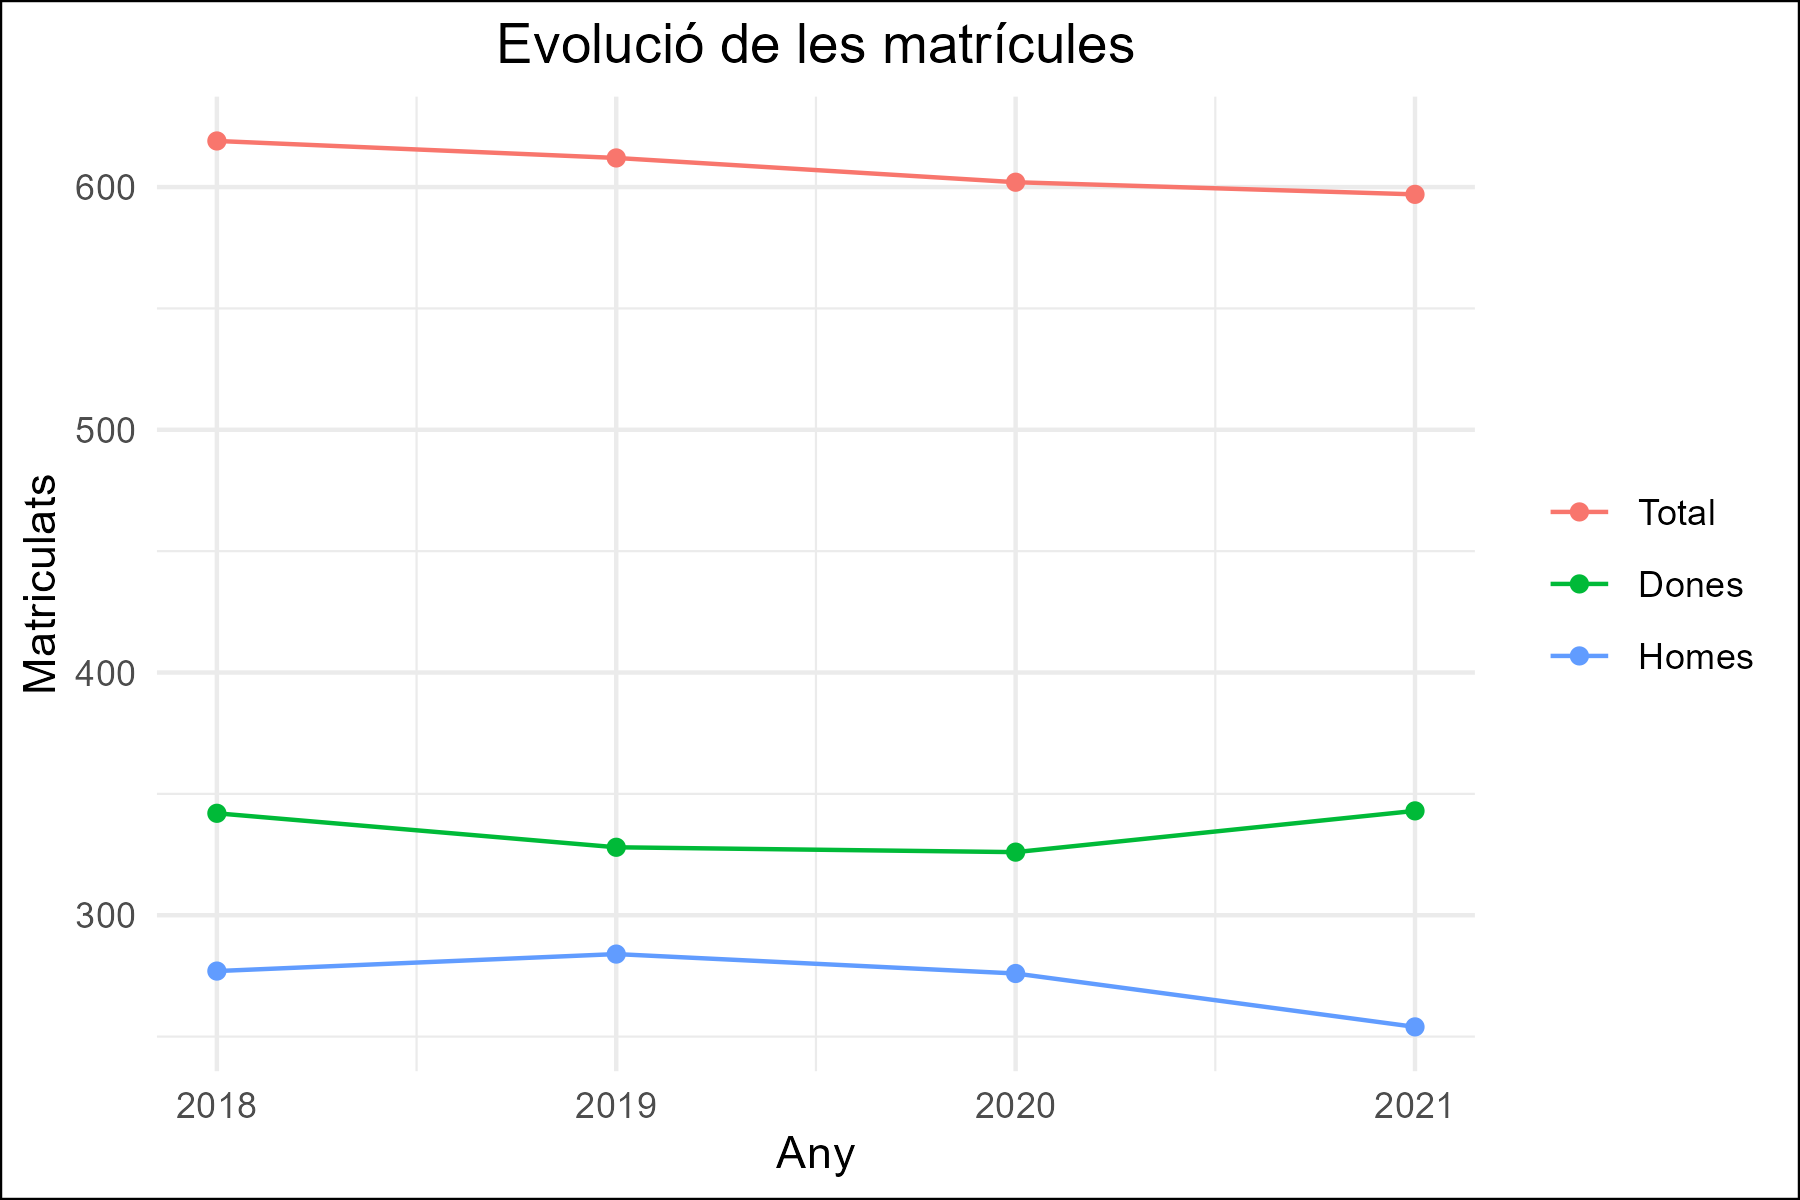 Evolució de les matrícules
Matriculats
600
500
400
300
2018
2019
2020
2021
Any
Total
Dones
Homes